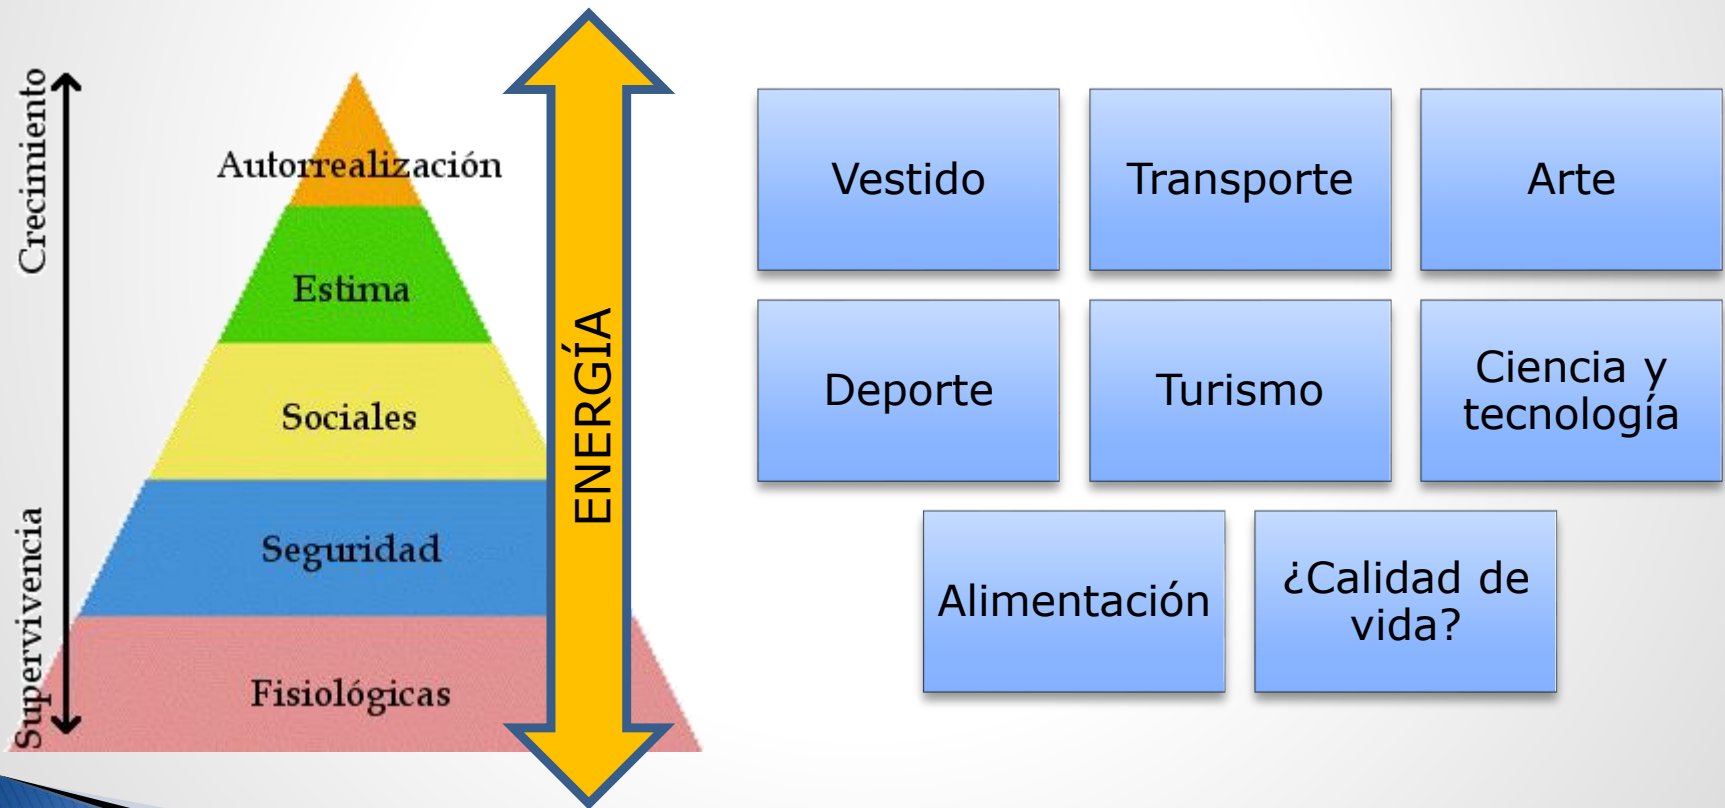 Crecimiento
Supervivencia
Autorrealización
Estima
Sociales
Seguridad
Fisiológicas
ENERGÍA
Vestido
Transporte
Arte
Deporte
Turismo
Ciencia y
tecnología
Alimentación
¿Calidad de
vida?